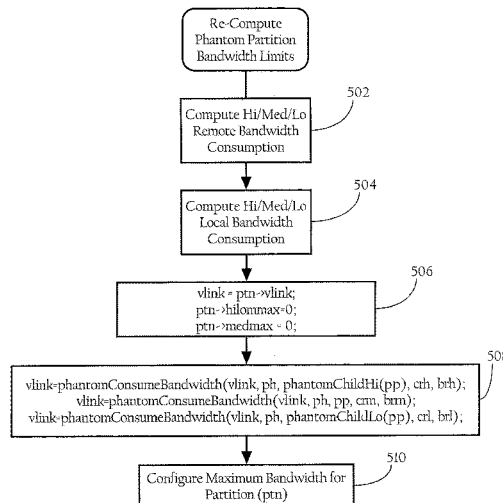 Re-Compute
Phantom Partition
Bandwidth Limits
502
Compute Hi/Med/Lo
Remote Bandwidth
Consumption
504
Compute Hi/Med/Lo
Local Bandwidth
Consumption
506
vlink = ptn->vlink;
ptn->hilommax=0;
ptn->medmax = 0;
508
vlink=phantomConsumeBandwidth(vlink, ph, phantomChildHi(pp), crh, brh);
vlink=phantomConsumeBandwidth(vlink, ph, pp, crm, brm);
vlink=phantomConsumeBandwidth(vlink, ph, phantomChildLo(pp), crl, brl);
510
Configure Maximum Bandwidth for
Partition (ptn)